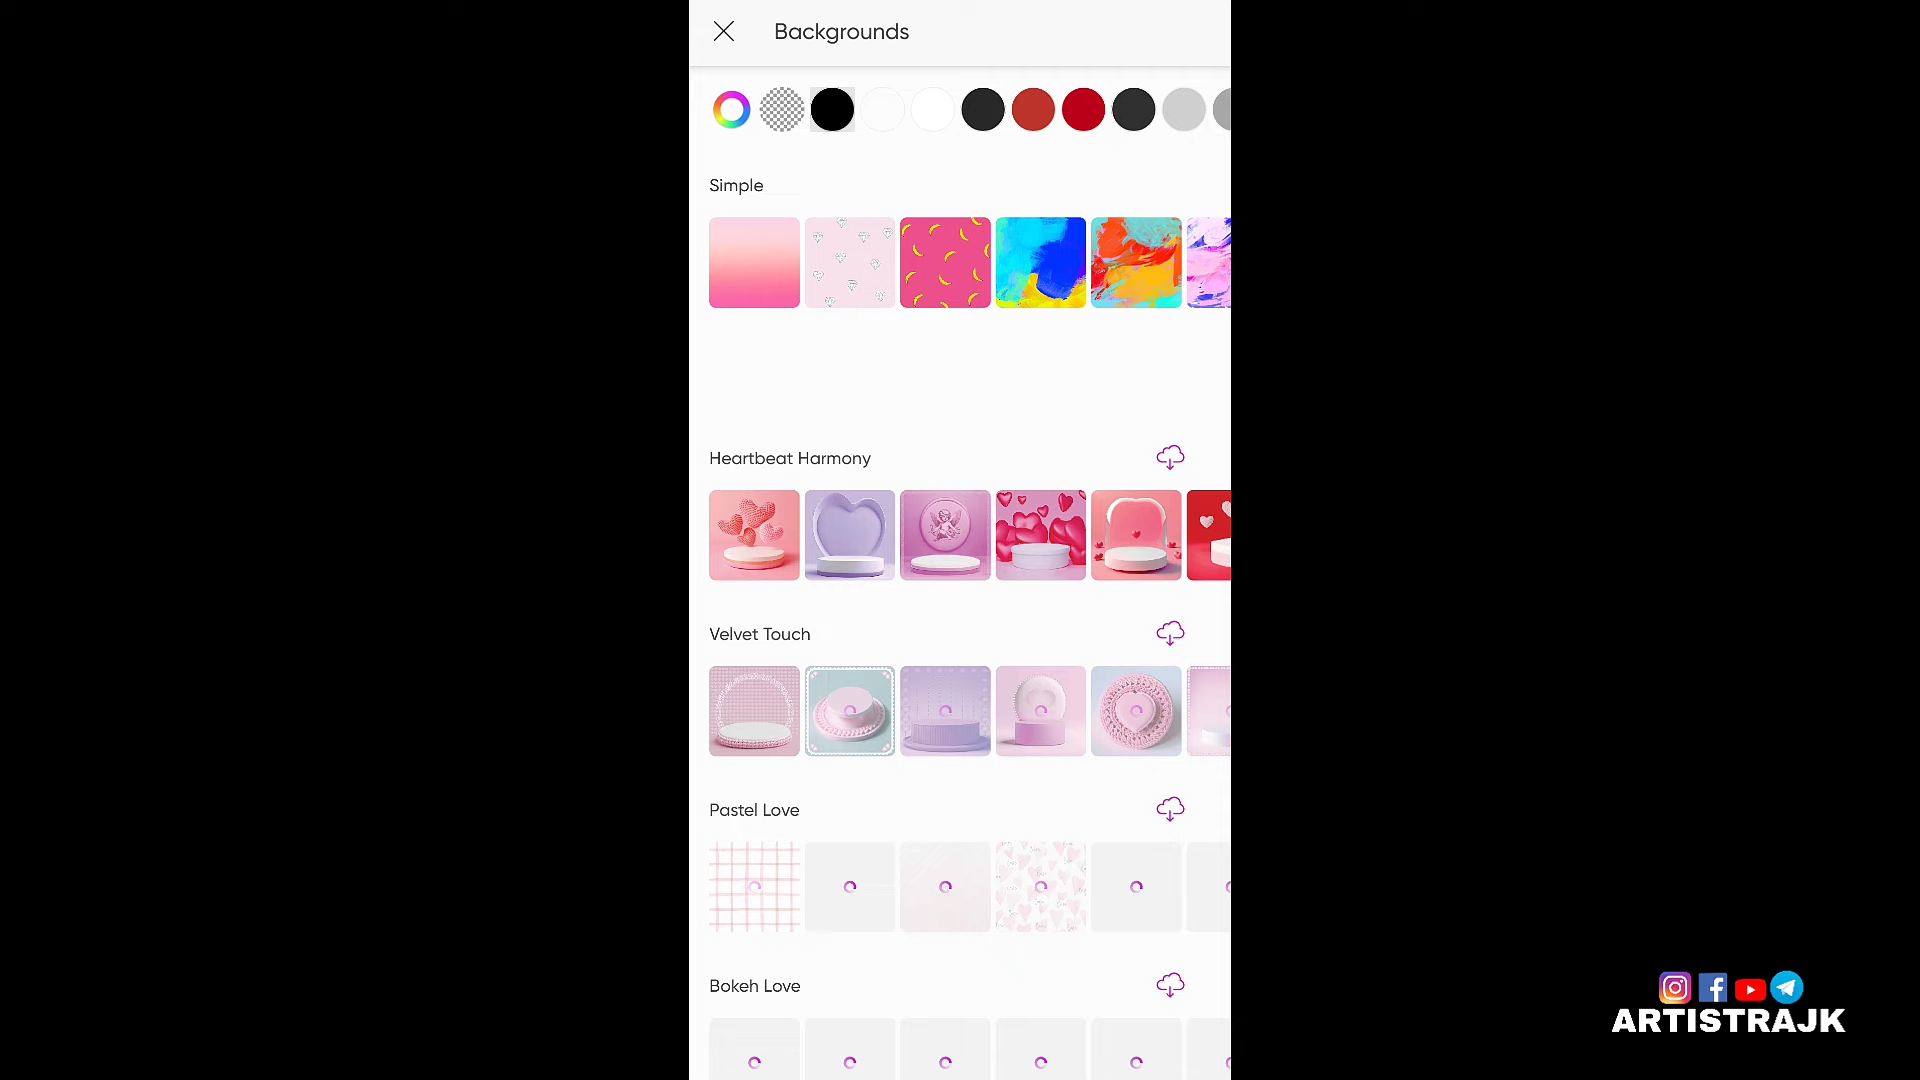 Backgrounds
Simple
Heartbeat Harmony
Velvet Touch
Pastel Love
Bokeh Love
ARTISTRAJK